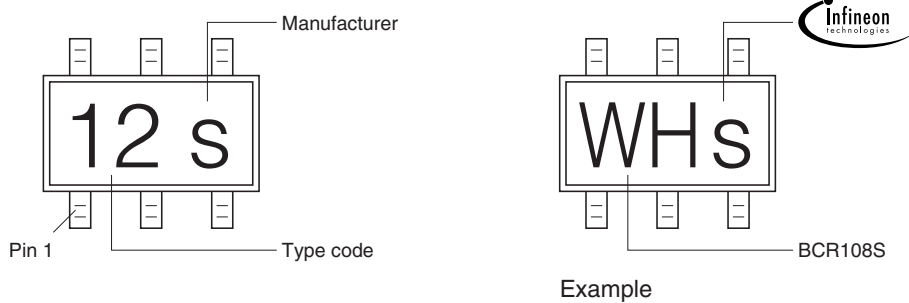 Manufacturer
Infineon
technologies
12 s
WHs
Pin 1
Type code
BCR108S
Example